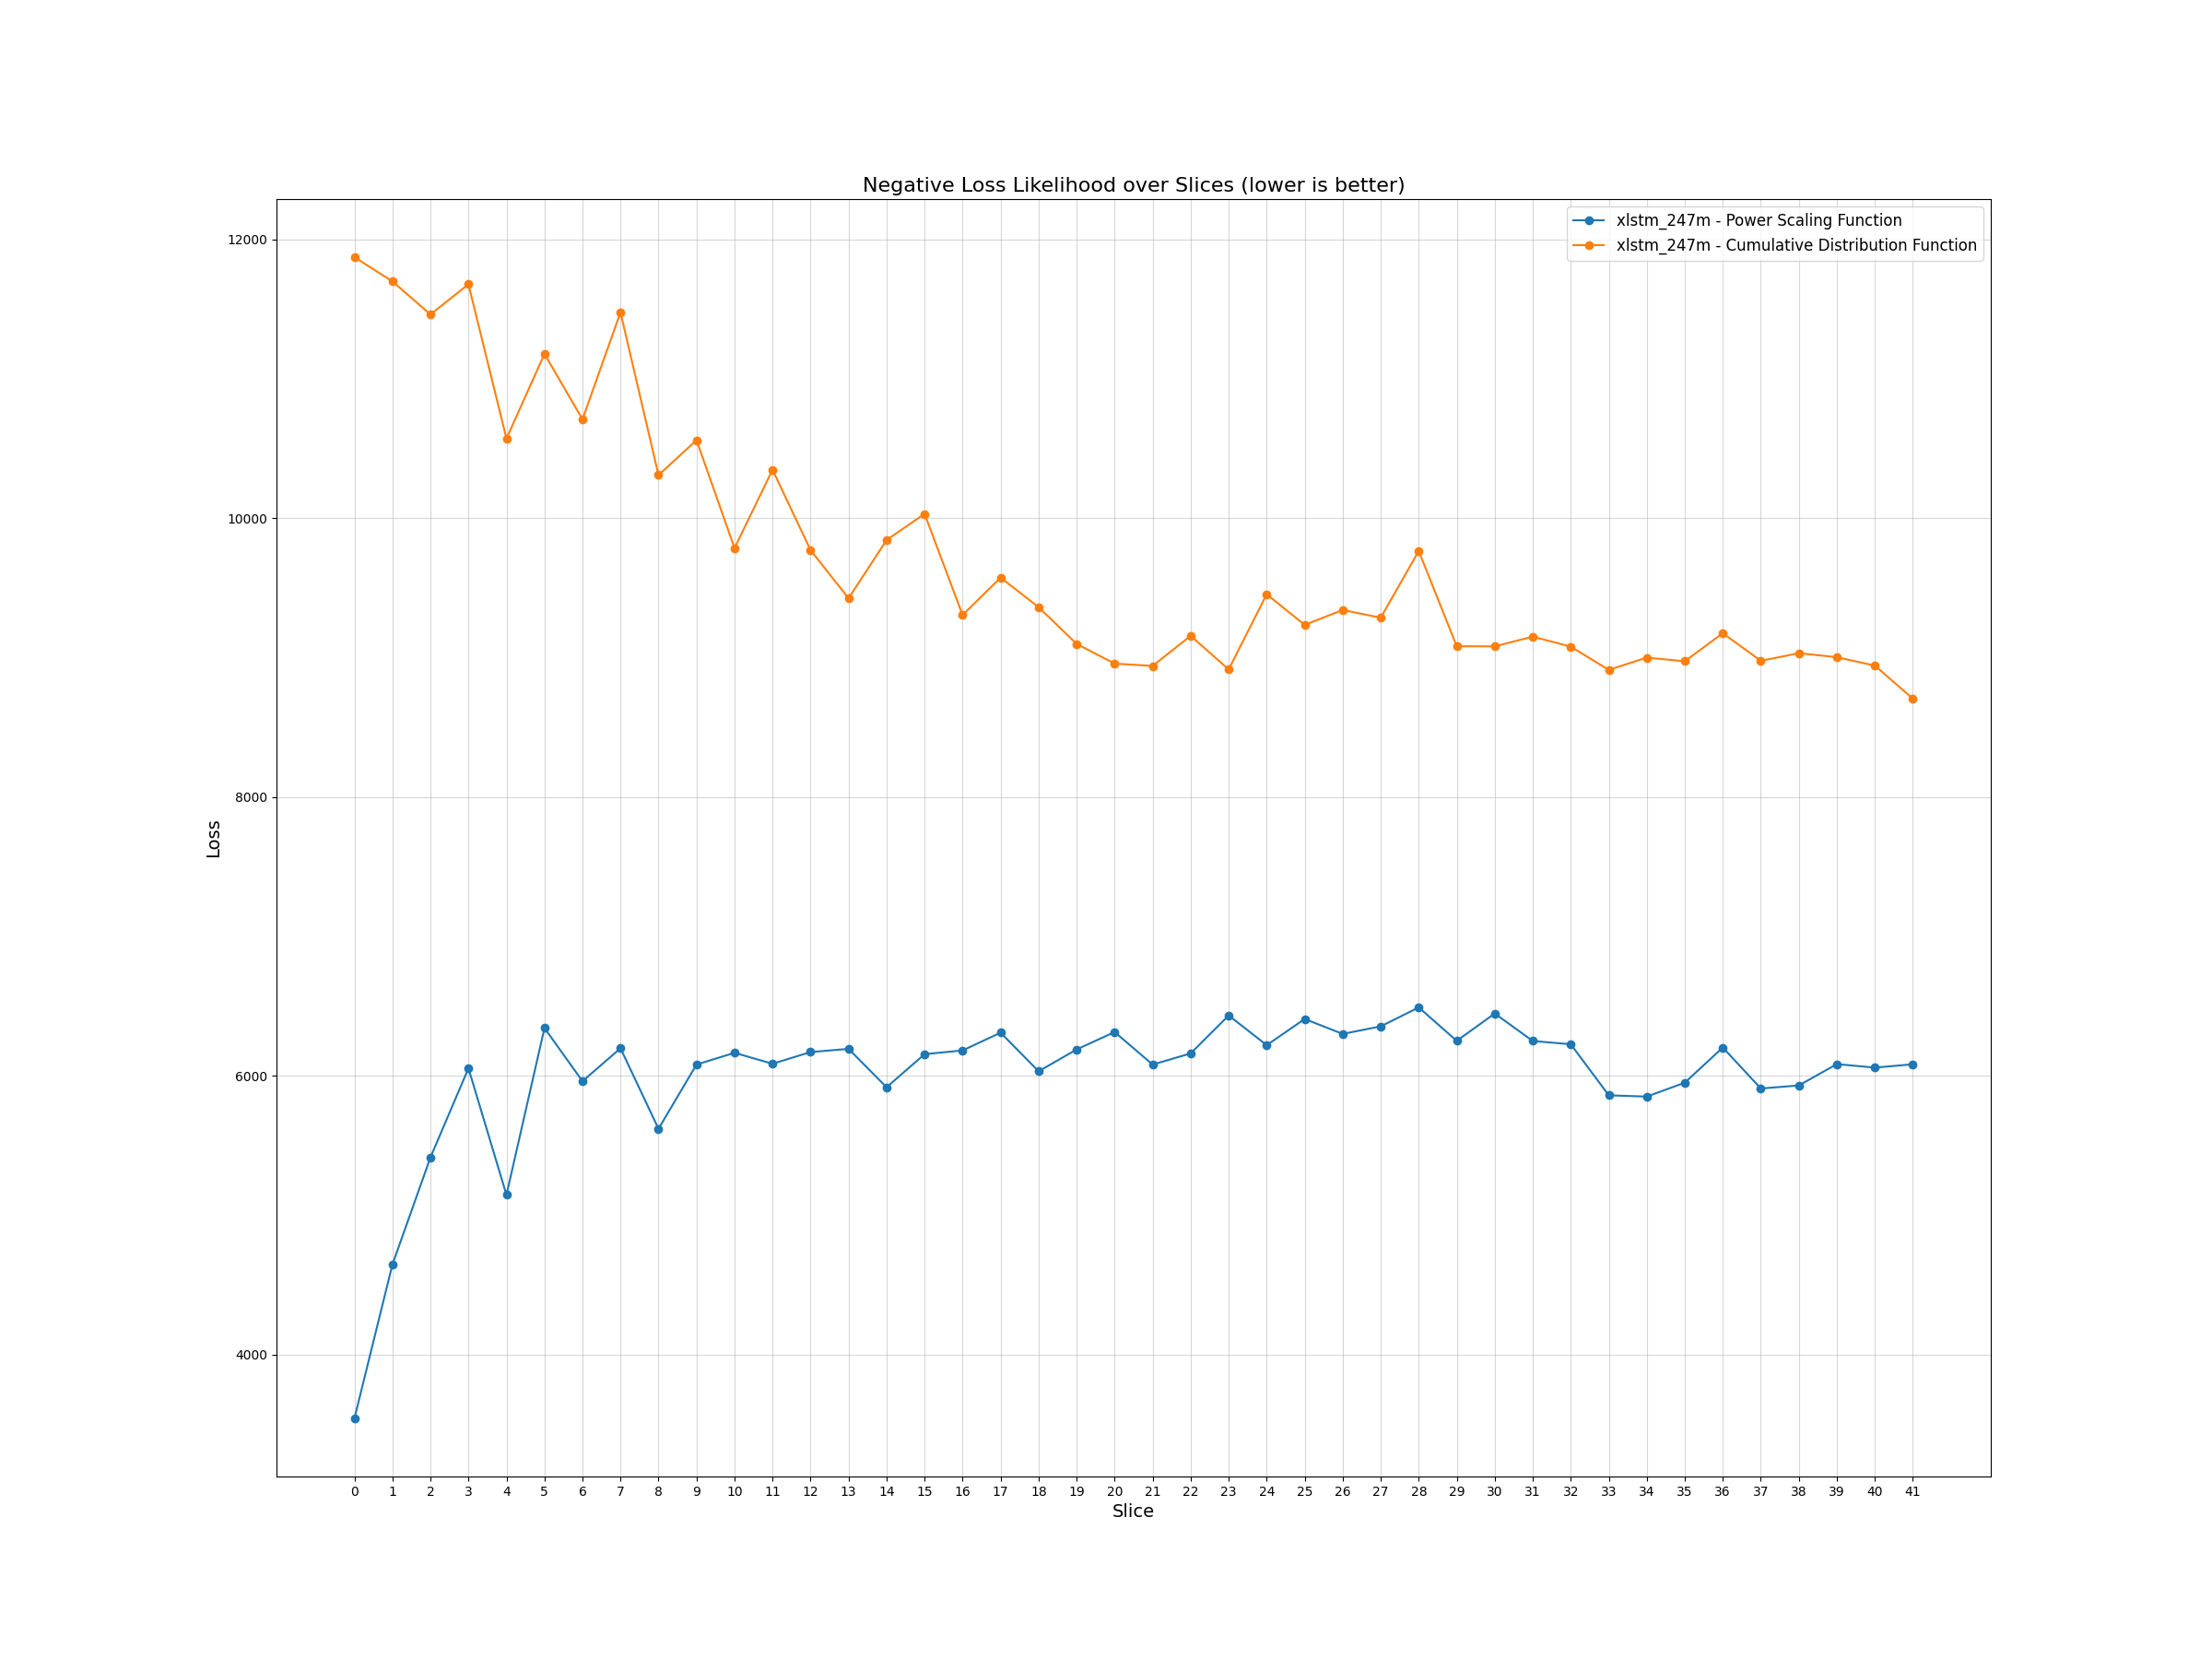 Negative Loss Likelihood over Slices (lower is better)
xlstm_247m - Power Scaling Function
xlstm_247m - Cumulative Distribution Function
12000
10000
8000
6000
4000
Loss
0 1 2 3 4 5 6 7 8 9 10 11 12 13 14 15 16 17 18 19 20 21 22 23 24 25 26 27 28 29 30 31 32 33 34 35 36 37 38 39 40 41
Slice